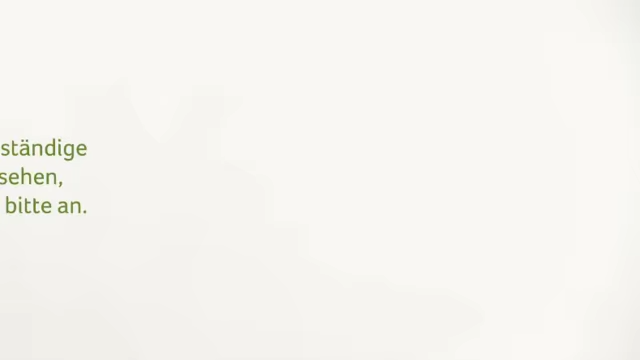 ständige
sehen,
bitte an.